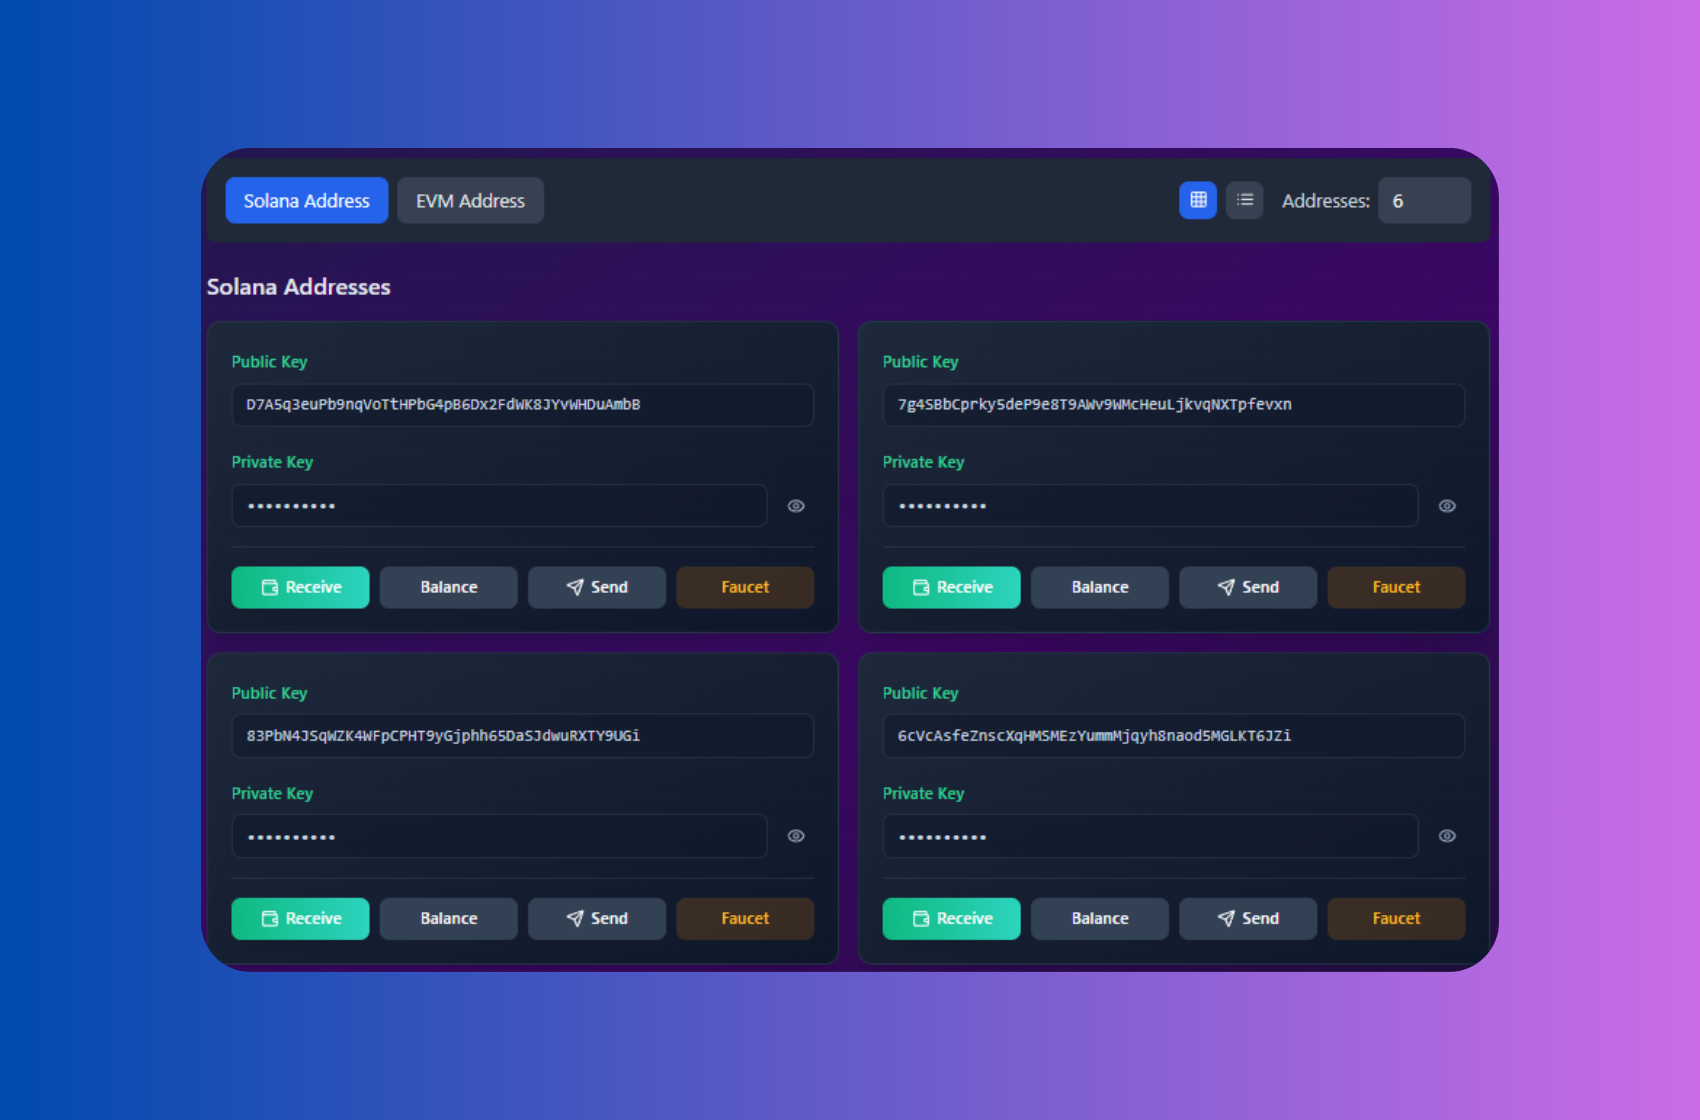 Solana Address EVM Address Addresses: 6
Solana Addresses
Public Key
D7A5q3euPb9nqVoTtHPbG4pB6Dx2FdWK8JYvWHDuAmbB
Private Key
••••••••••
Receive Balance Send Faucet
Public Key
7g4SBbCprky5deP9e8T9AWv9WMcHeuLjkvqNXTpfevxn
Private Key
••••••••••
Receive Balance Send Faucet
Public Key
83PbN4JSqWZK4WFpCPHT9yGjphh65DaSJdwuRXTY9UGi
Private Key
••••••••••
Receive Balance Send Faucet
Public Key
6cVcAsfeZnscXqHMSMEzYummMjqyh8naod5MGLKT6JZi
Private Key
••••••••••
Receive Balance Send Faucet